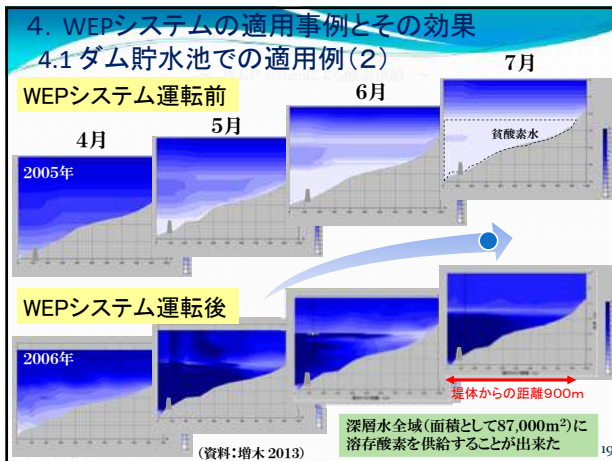 4. WEPシステムの適用事例とその効果
4.1 ダム貯水池での適用例(2)
WEPシステム運転前
4月
5月
6月
7月
2005年
貧酸素水
WEPシステム運転後
2006年
堤体からの距離900m
深層水全域(面積として87,000m²)に
溶存酸素を供給することが出来た
(資料:増木 2013)
19